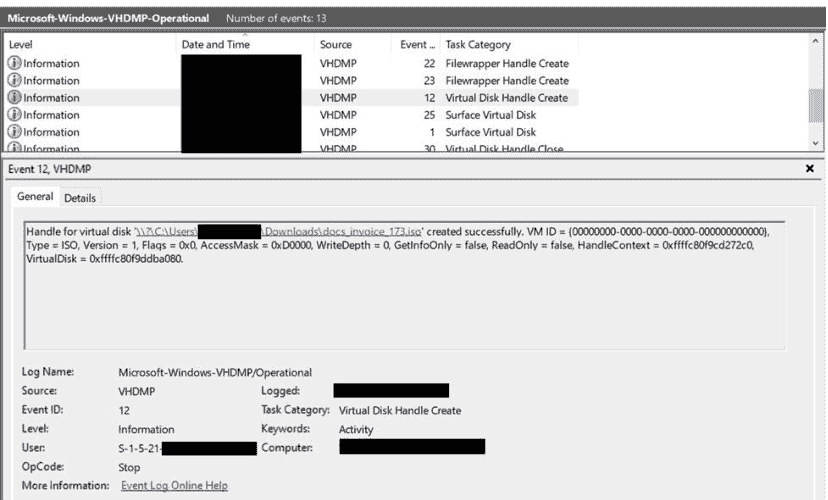 Microsoft-Windows-VHDMP-Operational Number of events: 13
Level Date and Time Source Event ... Task Category
Information VHDMP 22 Filewrapper Handle Create
Information VHDMP 23 Filewrapper Handle Create
Information VHDMP 12 Virtual Disk Handle Create
Information VHDMP 25 Surface Virtual Disk
Information VHDMP 1 Surface Virtual Disk
Information VHDMP 30 Virtual Disk Handle Close
Event 12, VHDMP
General Details
Handle for virtual disk '\\?\C:\Users\ \Downloads\docs_invoice_173.iso' created successfully. VM ID = {00000000-0000-0000-0000-000000000000},
Type = ISO, Version = 1, Flags = 0x0, AccessMask = 0xD0000, WriteDepth = 0, GetInfoOnly = false, ReadOnly = false, HandleContext = 0xffffc80f9cd272c0,
VirtualDisk = 0xffffc80f9ddba080.
Log Name: Microsoft-Windows-VHDMP/Operational
Source: VHDMP Logged:
Event ID: 12 Task Category: Virtual Disk Handle Create
Level: Information Keywords: Activity
User: S-1-5-21- Computer:
OpCode: Stop
More Information: Event Log Online Help